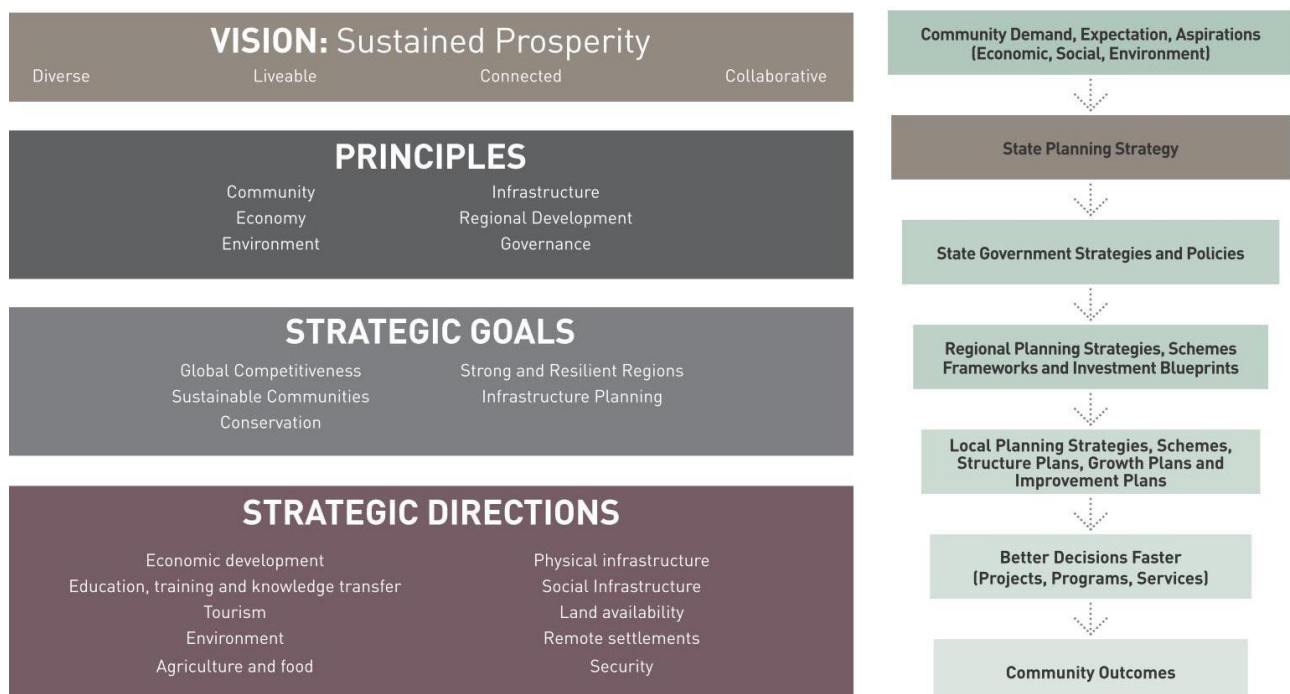 VISION: Sustained Prosperity
Diverse Liveable Connected Collaborative
PRINCIPLES
Community
Economy
Environment
Infrastructure
Regional Development
Governance
STRATEGIC GOALS
Global Competitiveness
Sustainable Communities
Conservation
Strong and Resilient Regions
Infrastructure Planning
STRATEGIC DIRECTIONS
Economic development
Education, training and knowledge transfer
Tourism
Environment
Agriculture and food
Physical infrastructure
Social Infrastructure
Land availability
Remote settlements
Security
Community Demand, Expectation, Aspirations
(Economic, Social, Environment)
State Planning Strategy
State Government Strategies and Policies
Regional Planning Strategies, Schemes
Frameworks and Investment Blueprints
Local Planning Strategies, Schemes,
Structure Plans, Growth Plans and
Improvement Plans
Better Decisions Faster
(Projects, Programs, Services)
Community Outcomes